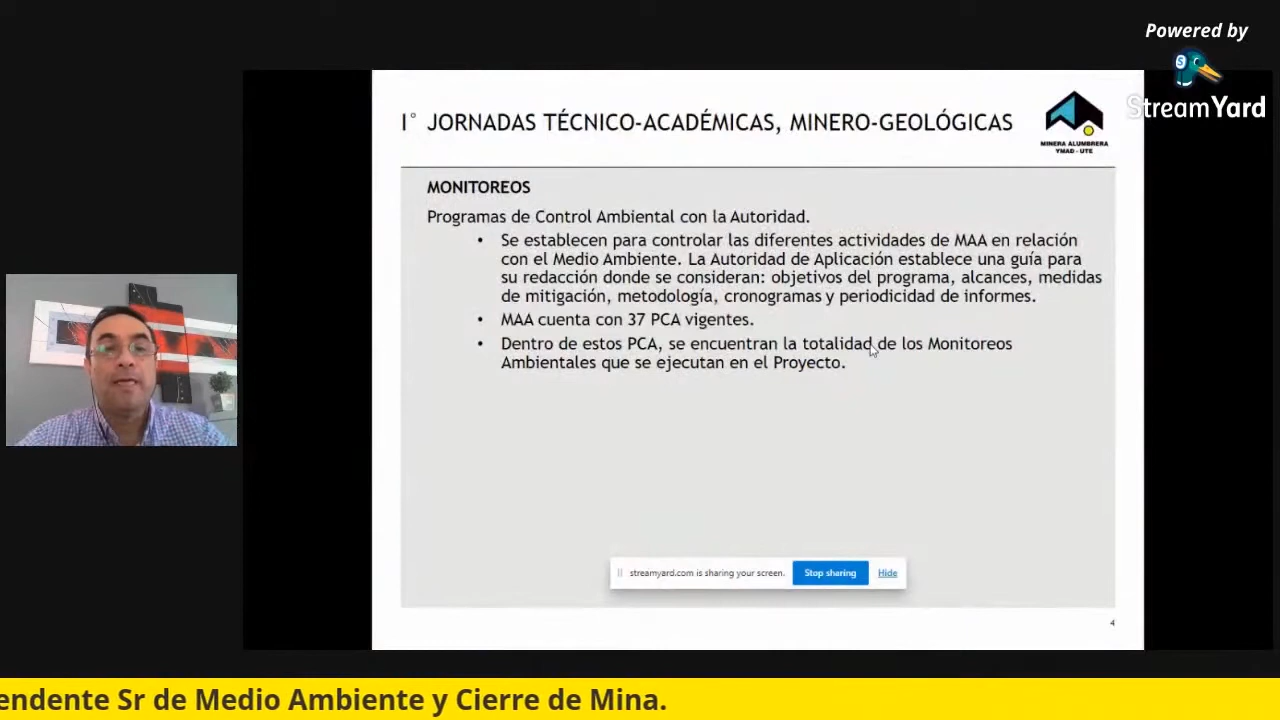 Powered by
StreamYard
I° JORNADAS TÉCNICO-ACADÉMICAS, MINERO-GEOLÓGICAS
MINERA ALUMBRERA
YMAD - UTE
MONITOREOS
Programas de Control Ambiental con la Autoridad.
• Se establecen para controlar las diferentes actividades de MAA en relación
con el Medio Ambiente. La Autoridad de Aplicación establece una guía para
su redacción donde se consideran: objetivos del programa, alcances, medidas
de mitigación, metodología, cronogramas y periodicidad de informes.
• MAA cuenta con 37 PCA vigentes.
• Dentro de estos PCA, se encuentran la totalidad de los Monitoreos
Ambientales que se ejecutan en el Proyecto.
streamyard.com is sharing your screen. Stop sharing Hide
4
endente Sr de Medio Ambiente y Cierre de Mina.